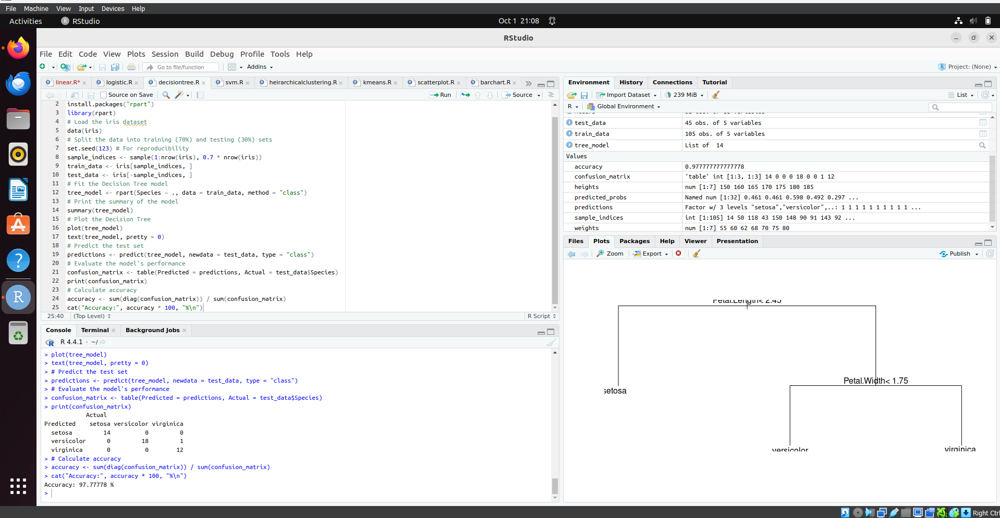 File Machine View Input Devices Help
Activities RStudio Oct 1 21:08
RStudio
File Edit Code View Plots Session Build Debug Profile Tools Help
Go to file/function Addins Project: (None)
linear.R* logistic.R decisiontree.R svm.R heirarchicalclustering.R kmeans.R scatterplot.R barchart.R
Source on Save Run Source
2 install.packages("rpart")
3 library(rpart)
4 # Load the iris dataset
5 data(iris)
6 # Split the data into training (70%) and testing (30%) sets
7 set.seed(123) # For reproducibility
8 sample_indices <- sample(1:nrow(iris), 0.7 * nrow(iris))
9 train_data <- iris[sample_indices, ]
10 test_data <- iris[-sample_indices, ]
11 # Fit the Decision Tree model
12 tree_model <- rpart(Species ~ ., data = train_data, method = "class")
13 # Print the summary of the model
14 summary(tree_model)
15 # Plot the Decision Tree
16 plot(tree_model)
17 text(tree_model, pretty = 0)
18 # Predict the test set
19 predictions <- predict(tree_model, newdata = test_data, type = "class")
20 # Evaluate the model's performance
21 confusion_matrix <- table(Predicted = predictions, Actual = test_data$Species)
22 print(confusion_matrix)
23 # Calculate accuracy
24 accuracy <- sum(diag(confusion_matrix)) / sum(confusion_matrix)
25 cat("Accuracy:", accuracy * 100, "%\n")
25:40 (Top Level) R Script
Console Terminal Background Jobs
R 4.4.1 · ~/
> plot(tree_model)
> text(tree_model, pretty = 0)
> # Predict the test set
> predictions <- predict(tree_model, newdata = test_data, type = "class")
> # Evaluate the model's performance
> confusion_matrix <- table(Predicted = predictions, Actual = test_data$Species)
> print(confusion_matrix)
Actual
Predicted setosa versicolor virginica
setosa 14 0 0
versicolor 0 18 1
virginica 0 0 12
> # Calculate accuracy
> accuracy <- sum(diag(confusion_matrix)) / sum(confusion_matrix)
> cat("Accuracy:", accuracy * 100, "%\n")
Accuracy: 97.77778 %
>
Environment History Connections Tutorial
Import Dataset 239 MiB List
R Global Environment
test_data 45 obs. of 5 variables
train_data 105 obs. of 5 variables
tree_model List of 14
Values
accuracy 0.977777777777778
confusion_matrix 'table' int [1:3, 1:3] 14 0 0 0 18 0 0 1 12
heights num [1:7] 150 160 165 170 175 180 185
predicted_probs Named num [1:32] 0.461 0.461 0.598 0.492 0.297 ...
predictions Factor w/ 3 levels "setosa","versicolor",..: 1 1 1 1 1 1 1 1 1 1 ...
sample_indices int [1:105] 14 50 118 43 150 148 90 91 143 92 ...
weights num [1:7] 55 60 62 68 70 75 80
Files Plots Packages Help Viewer Presentation
Zoom Export Publish
Petal.Length< 2.45
setosa
Petal.Width< 1.75
versicolor
virginica
Right Ctrl